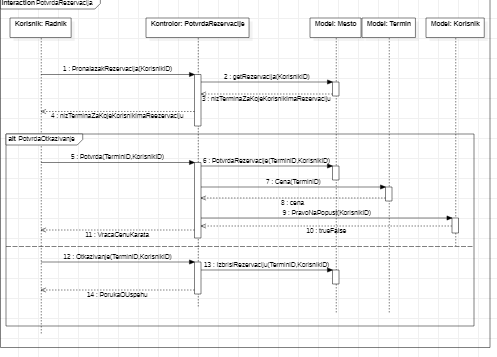 interaction PotvrdaRezervacija
Korisnik: Radnik
Kontrolor: PotvrdaRezervacije
Model: Mesto
Model: Termin
Model: Korisnik
1 : PronalazakRezervacija(KorisnikID)
2 : getRezervacija(KorisnikID)
3 : nizTerminaZaKojeKorisnikImaRezervaciju
4 : nizTerminaZaKojeKorisnikImaRezervaciju
alt PotvrdaOtkazivanje
5 : Potvrda(TerminID,KorisnikID)
6 : PotvrdaRezervacije(TerminID,KorisnikID)
7 : Cena(TerminID)
8 : cena
9 : PravoNaPopust(KorisnikID)
10 : trueFalse
11 : VracaCenuKarata
12 : Otkazivanje(TerminID,KorisnikID)
13 : IzbrisiRezervaciju(TerminID,KorisnikID)
14 : PorukaOUspehu